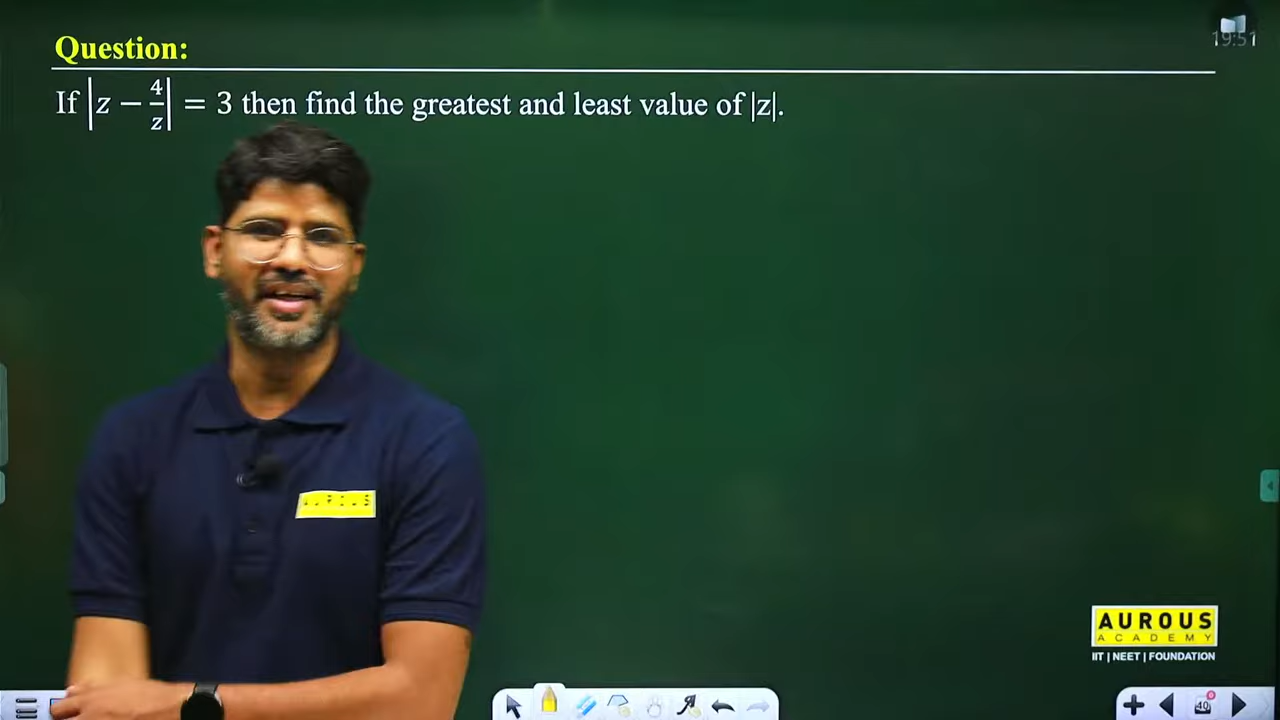 19:51
Question:
If |z − 4/z| = 3 then find the greatest and least value of |z|.
AUROUS
ACADEMY
IIT | NEET | FOUNDATION
40